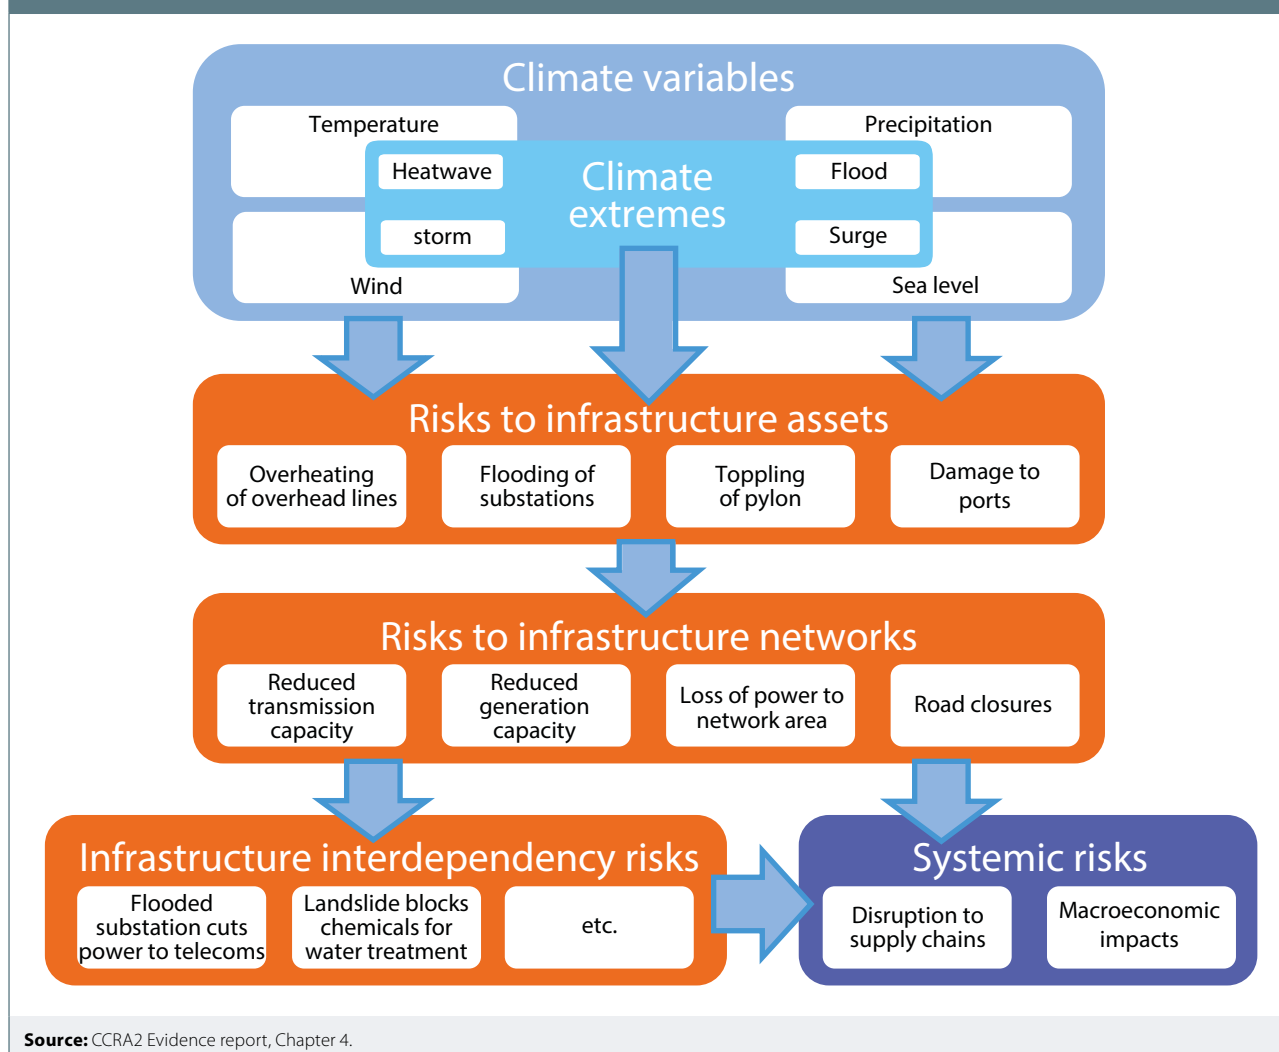 Climate variables
Temperature
Precipitation
Heatwave
Climate
extremes
Flood
storm
Surge
Wind
Sea level
Risks to infrastructure assets
Overheating
of overhead lines
Flooding of
substations
Toppling
of pylon
Damage to
ports
Risks to infrastructure networks
Reduced
transmission
capacity
Reduced
generation
capacity
Loss of power to
network area
Road closures
Infrastructure interdependency risks
Flooded
substation cuts
power to telecoms
Landslide blocks
chemicals for
water treatment
etc.
Systemic risks
Disruption to
supply chains
Macroeconomic
impacts
Source: CCRA2 Evidence report, Chapter 4.